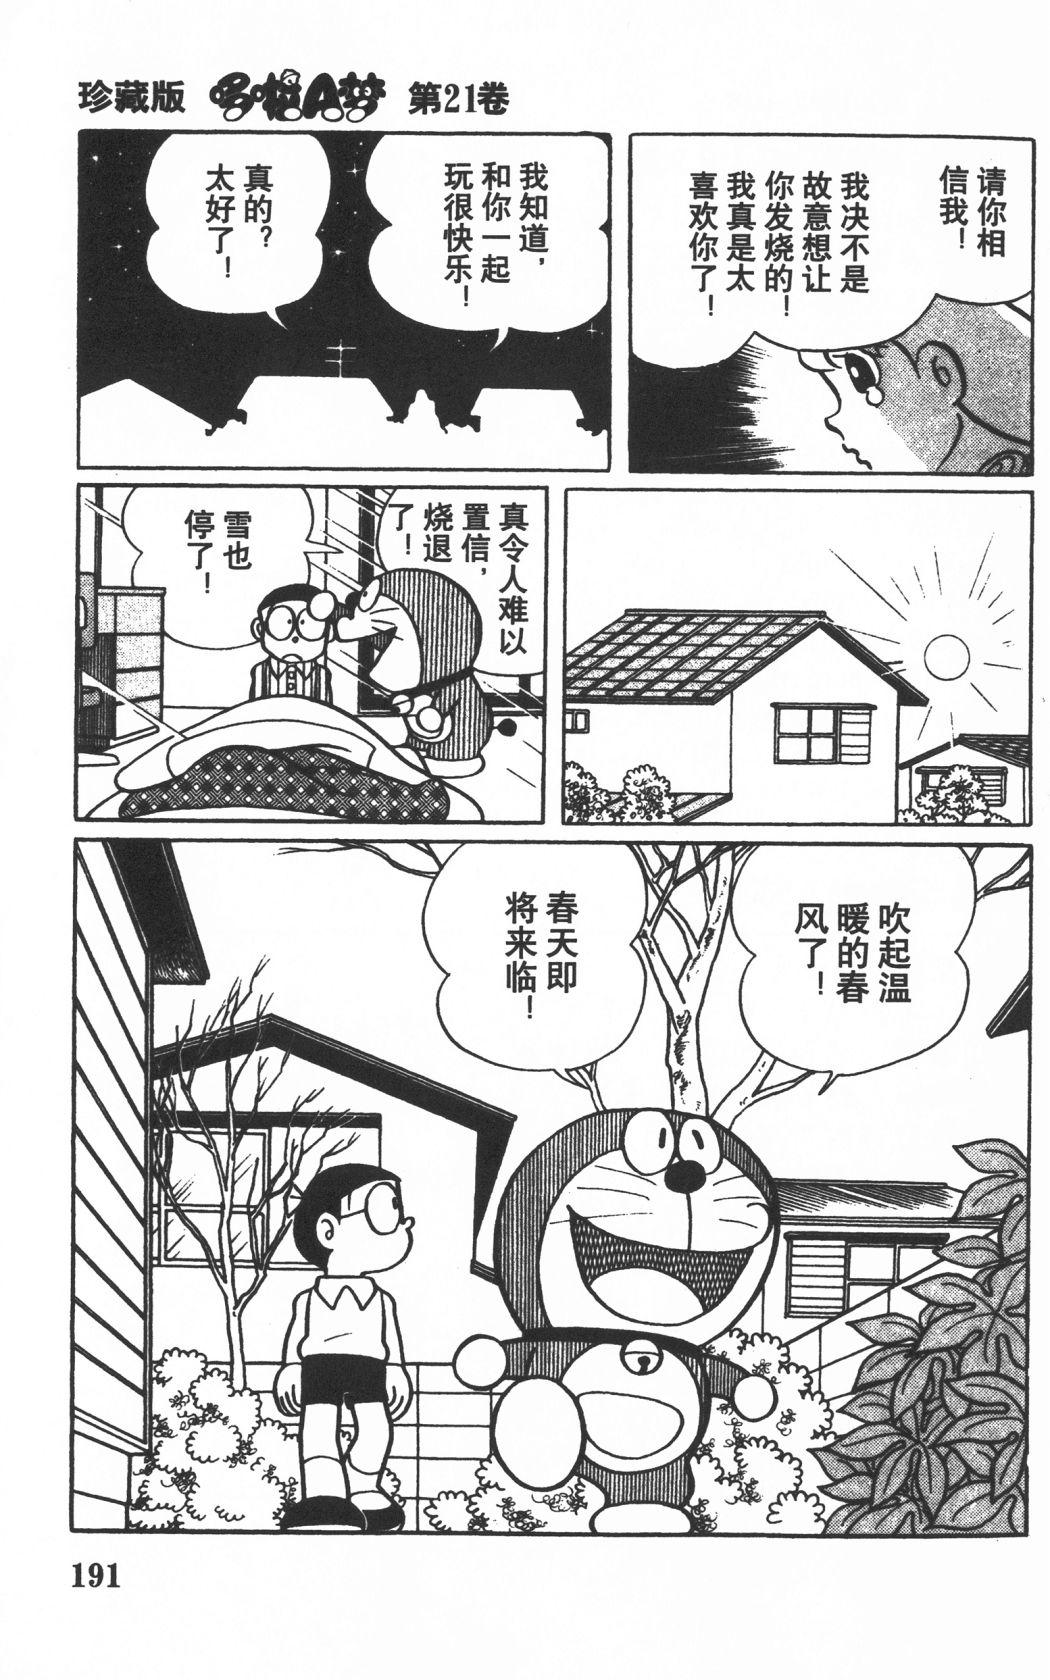 珍藏版 哆啦A梦 第21卷
请你相
信我！
我决不是
故意想让
你发烧的！
我真是太
喜欢你了！
我知道，
和你一起
玩很快乐！
真的？
太好了！
真令人难以
置信，
烧退
了！
雪也
停了！
吹起温
暖的春
风了！
春天即
将来临！
191